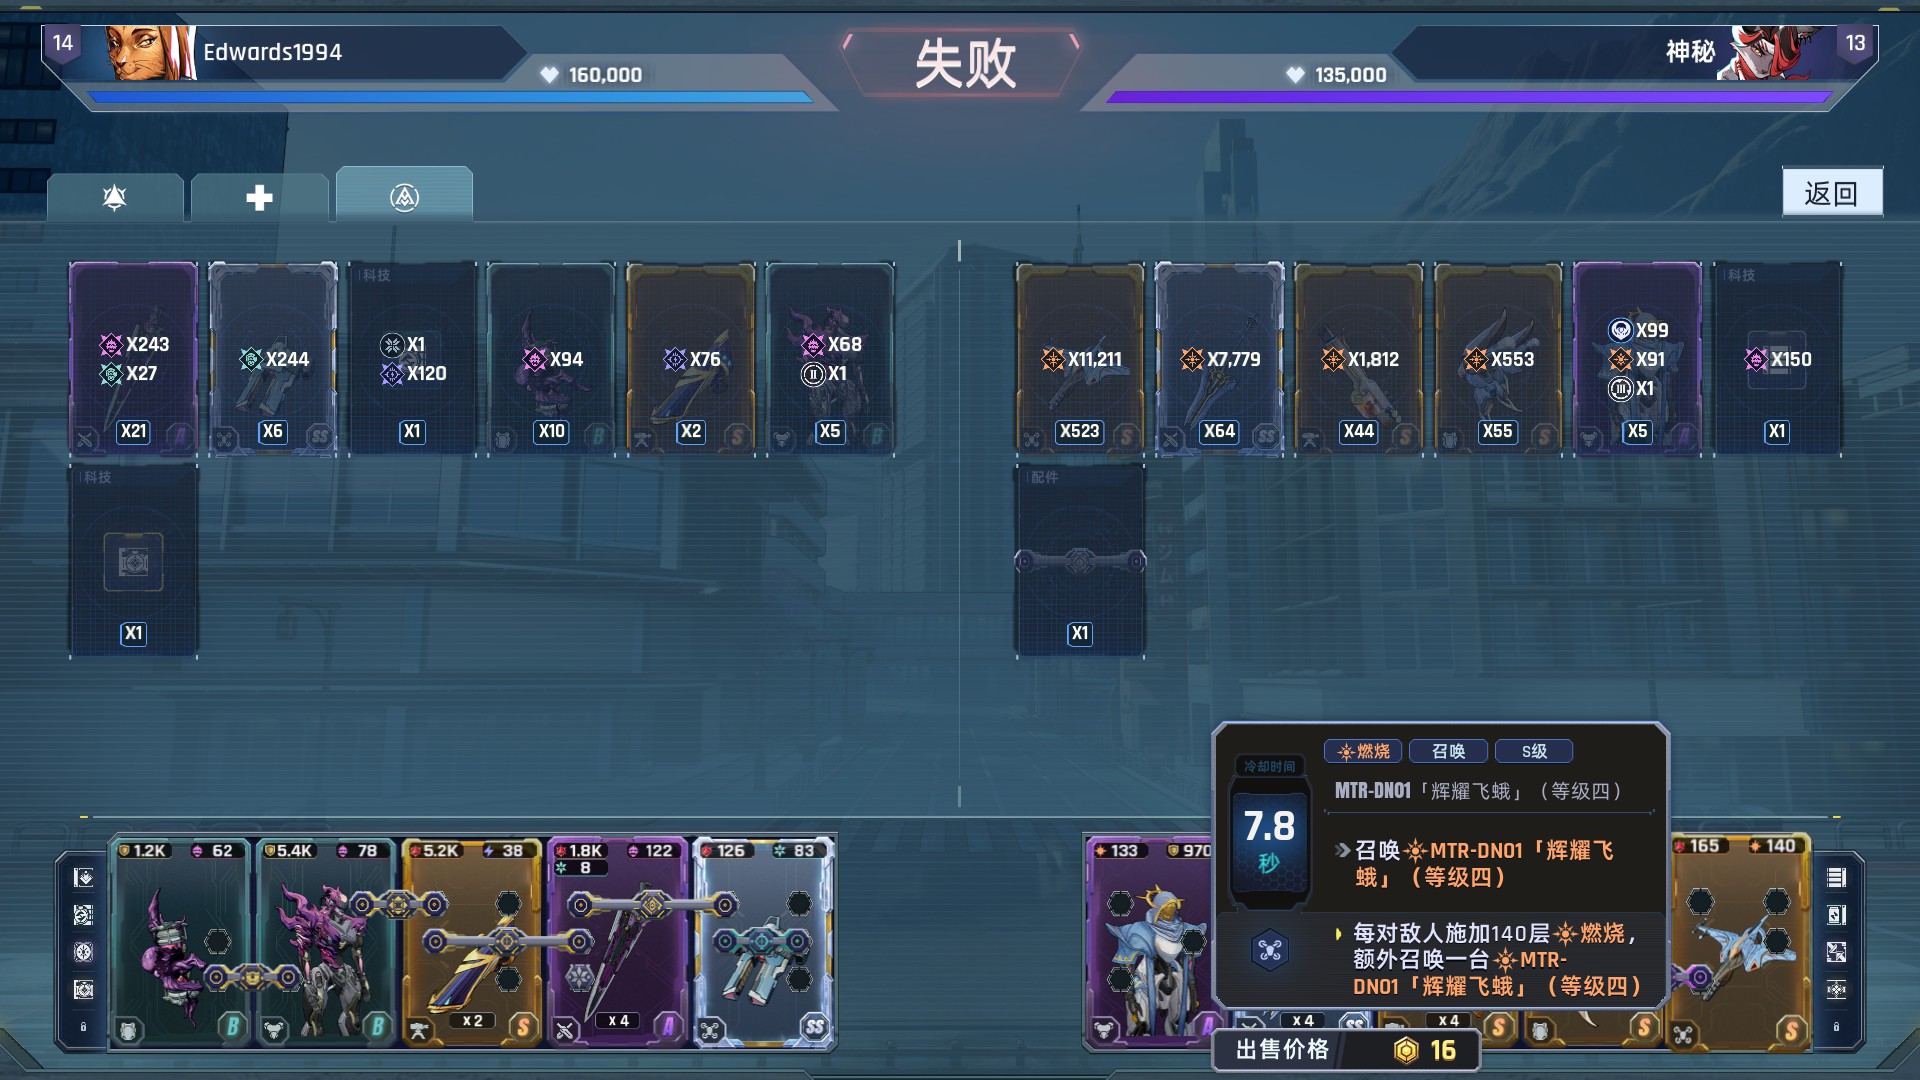 14
Edwards1994
160,000
失败
135,000
神秘
13
返回
X243
X27
X21
A
X244
X6
SS
科技
X1
X120
X1
X94
X10
B
X76
X2
S
X68
X1
X5
B
科技
X1
X11,211
X523
S
X7,779
X64
SS
X1,812
X44
S
X553
X55
S
X99
X91
X1
X5
A
科技
X150
X1
配件
X1
燃烧
召唤
S级
冷却时间
7.8
秒
MTR-DN01「辉耀飞蛾」（等级四）
召唤MTR-DN01「辉耀飞
蛾」（等级四）
每对敌人施加140层燃烧，
额外召唤一台MTR-
DN01「辉耀飞蛾」（等级四）
出售价格
16
1.2K
62
B
5.4K
78
B
5.2K
38
x2
S
1.8K
122
8
x4
A
126
83
SS
133
970
A
x4
SS
x4
S
S
165
140
S